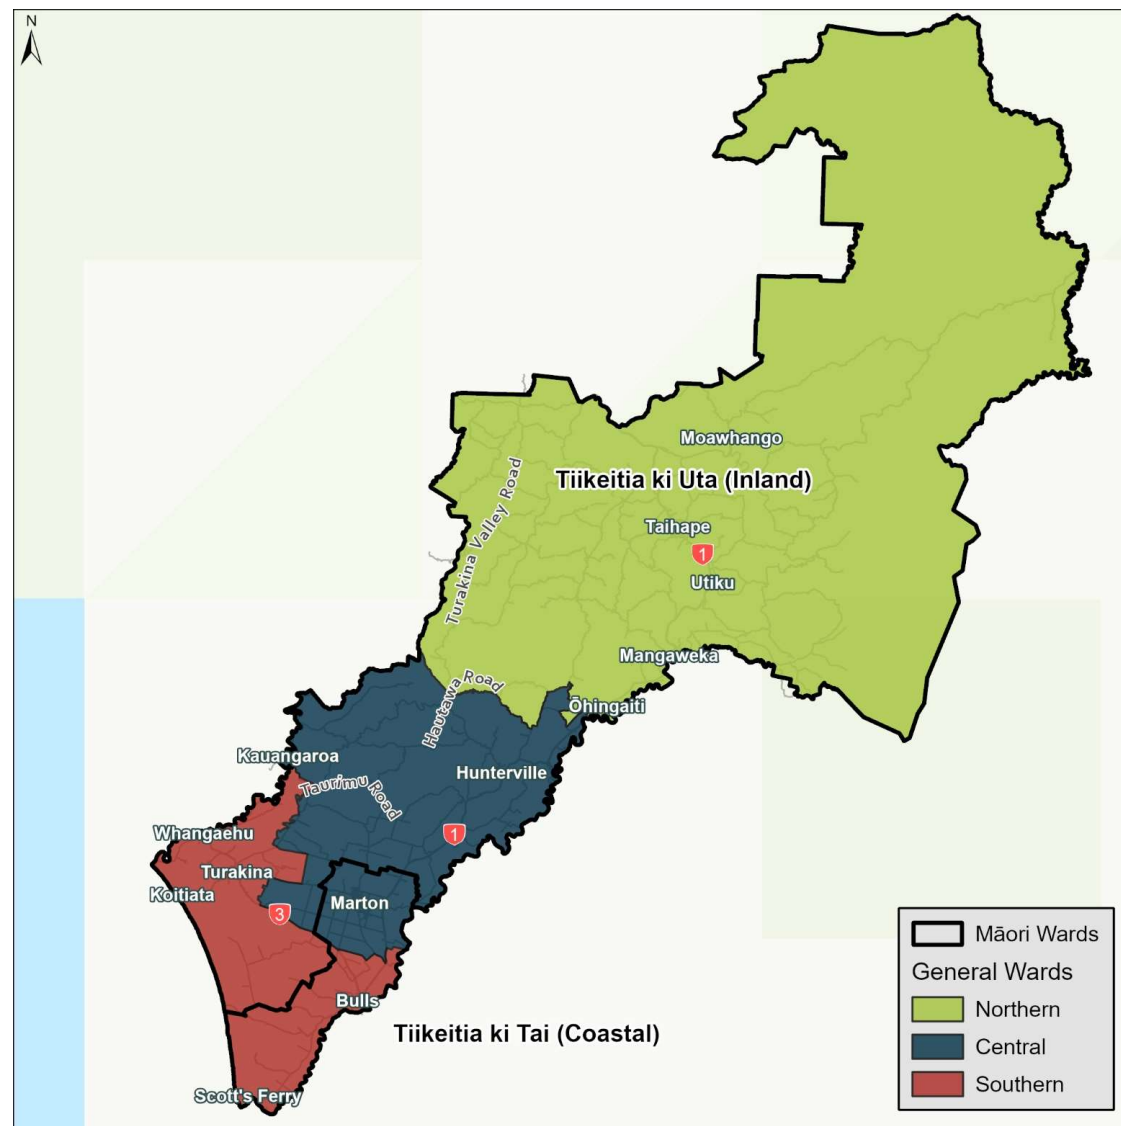 N
Moawhango
Tiikeitia ki Uta (Inland)
Turakina Valley Road
Taihape
1
Utiku
Mangaweka
Hautawa Road
Ōhingaiti
Kauangaroa
Hunterville
Taurimu Road
Whangaehu
1
Turakina
Koitiata
Marton
3
Bulls
Tiikeitia ki Tai (Coastal)
Scott's Ferry
Māori Wards
General Wards
Northern
Central
Southern